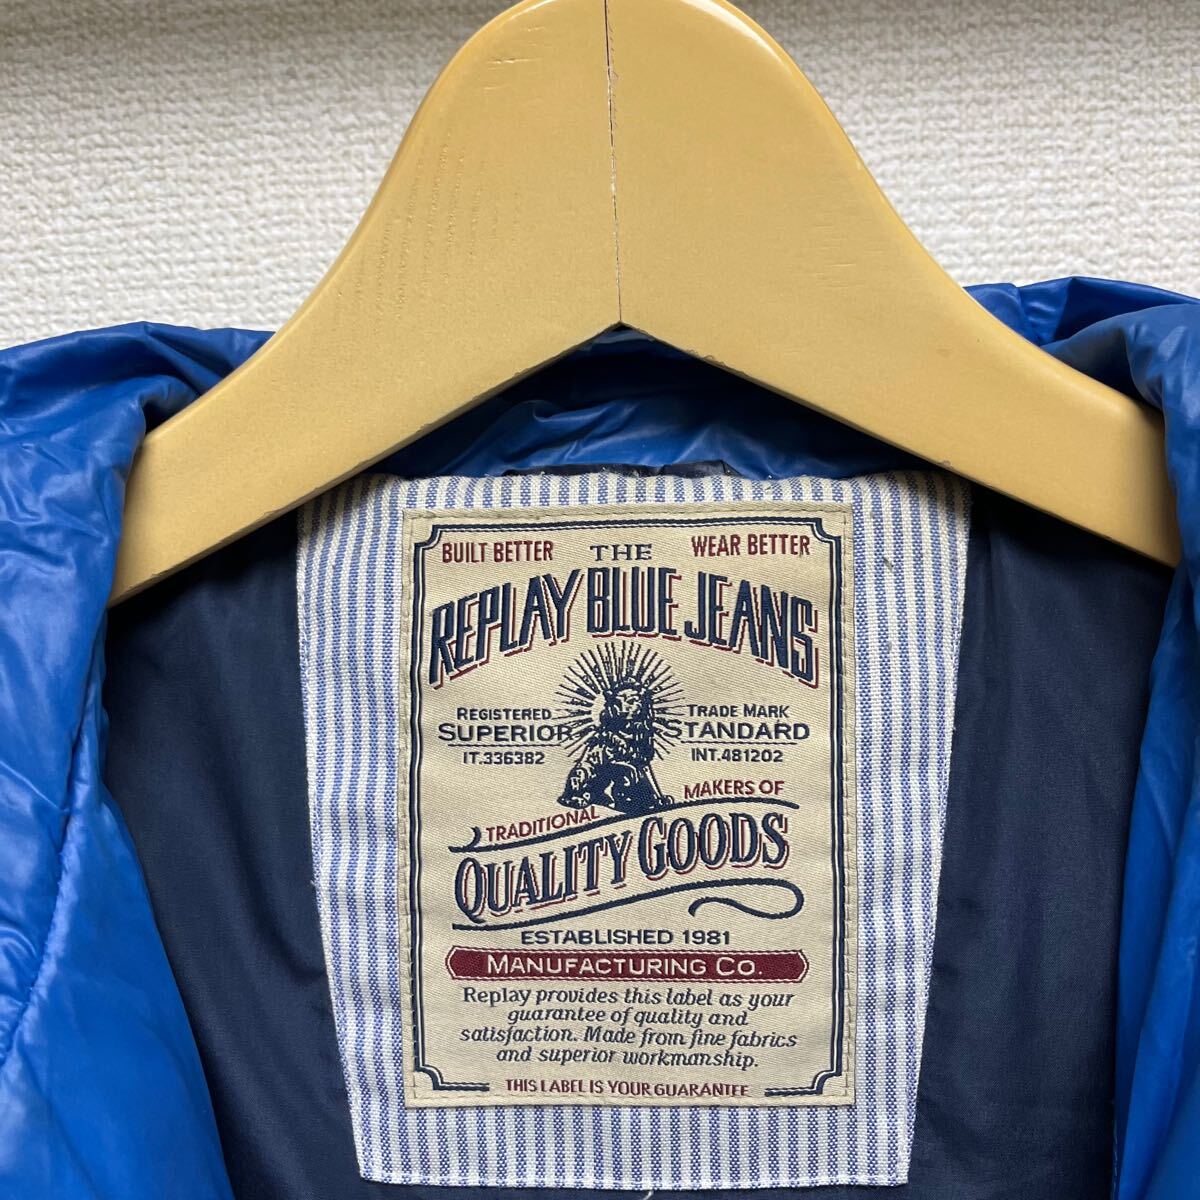 BUILT BETTER THE WEAR BETTER
REPLAY BLUE JEANS
REGISTERED TRADE MARK
SUPERIOR STANDARD
IT.336382 INT.481202
TRADITIONAL MAKERS OF
QUALITY GOODS
ESTABLISHED 1981
MANUFACTURING CO.
Replay provides this label as your
guarantee of quality and
satisfaction. Made from fine fabrics
and superior workmanship.
THIS LABEL IS YOUR GUARANTEE